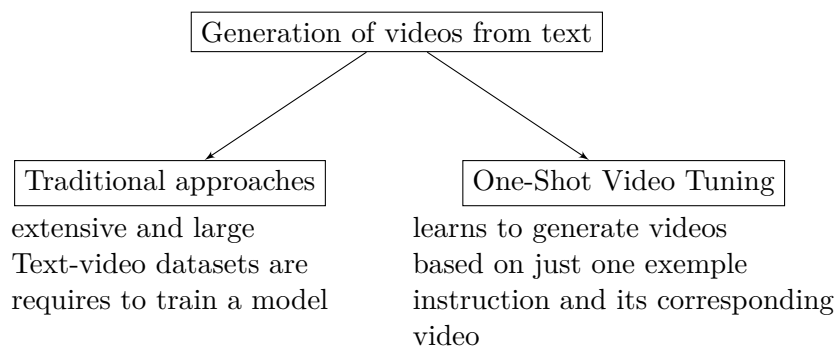 Generation of videos from text
Traditional approaches
extensive and large
Text-video datasets are
requires to train a model
One-Shot Video Tuning
learns to generate videos
based on just one exemple
instruction and its corresponding
video